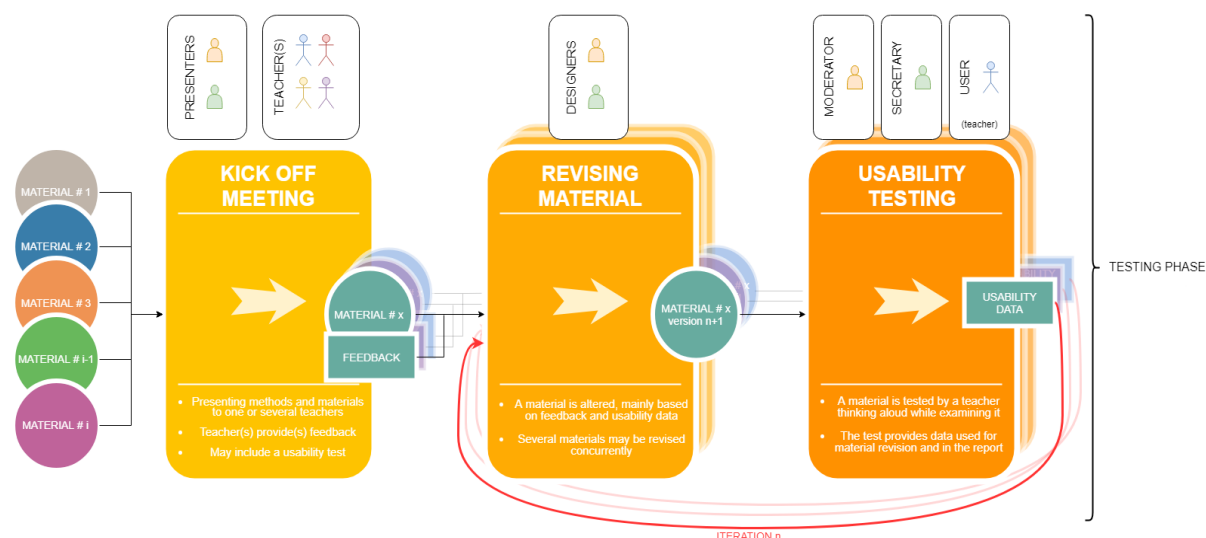 PRESENTERS
TEACHER(S)
DESIGNERS
MODERATOR
SECRETARY
USER
(teacher)
MATERIAL # 1
MATERIAL # 2
MATERIAL # 3
MATERIAL # i-1
MATERIAL # i
KICK OFF
MEETING
MATERIAL # x
FEEDBACK
• Presenting methods and materials
to one or several teachers
• Teacher(s) provide(s) feedback
• May include a usability test
REVISING
MATERIAL
MATERIAL # x
version n+1
• A material is altered, mainly based
on feedback and usability data
• Several materials may be revised
concurrently
USABILITY
TESTING
USABILITY
DATA
• A material is tested by a teacher
thinking aloud while examining it
• The test provides data used for
material revision and in the report
TESTING PHASE
ITERATION n